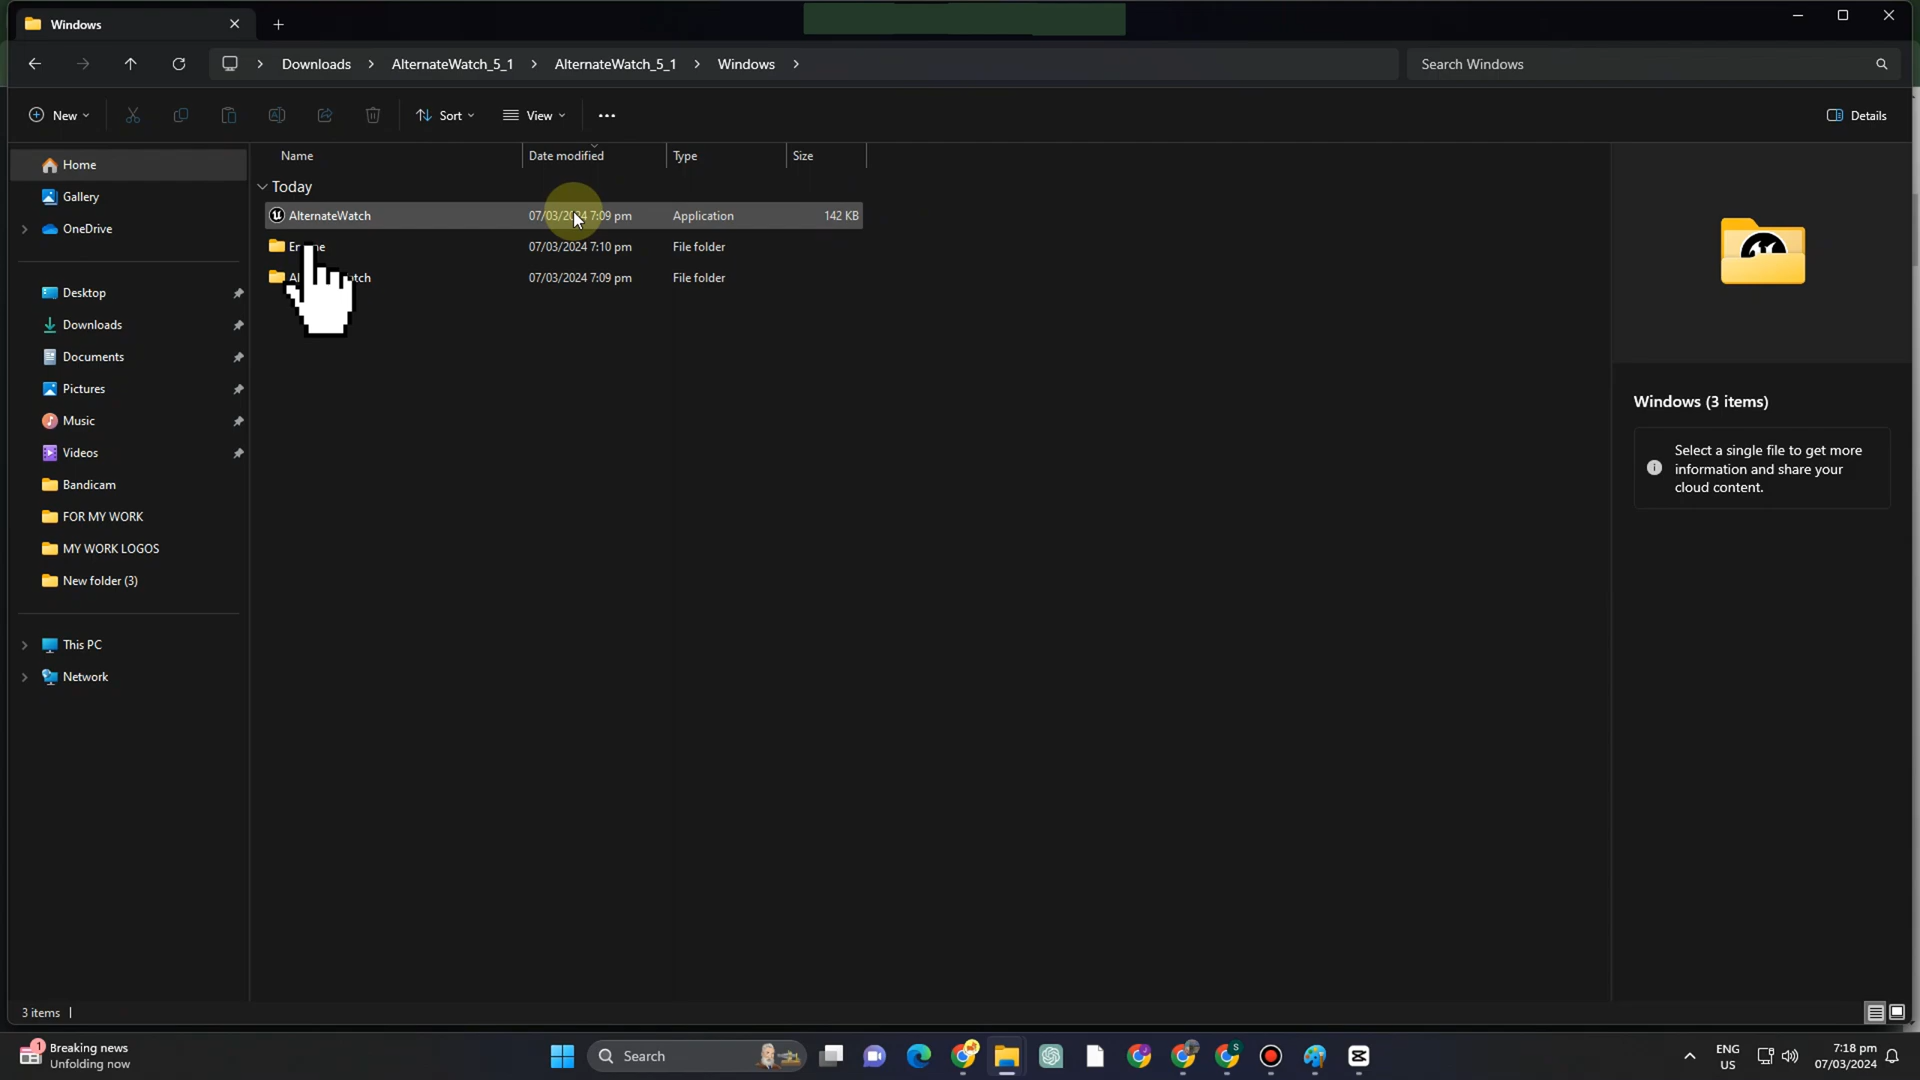 Windows
Downloads > AlternateWatch_5_1 > AlternateWatch_5_1 > Windows >
Search Windows
New
Sort
View
Details
Home
Gallery
OneDrive
Desktop
Downloads
Documents
Pictures
Music
Videos
Bandicam
FOR MY WORK
MY WORK LOGOS
New folder (3)
This PC
Network
Name Date modified Type Size
Today
AlternateWatch 07/03/2024 7:09 pm Application 142 KB
07/03/2024 7:10 pm File folder
07/03/2024 7:09 pm File folder
Windows (3 items)
Select a single file to get more
information and share your
cloud content.
3 items
1
Breaking news
Unfolding now
Search
S
ENG
US
7:18 pm
07/03/2024